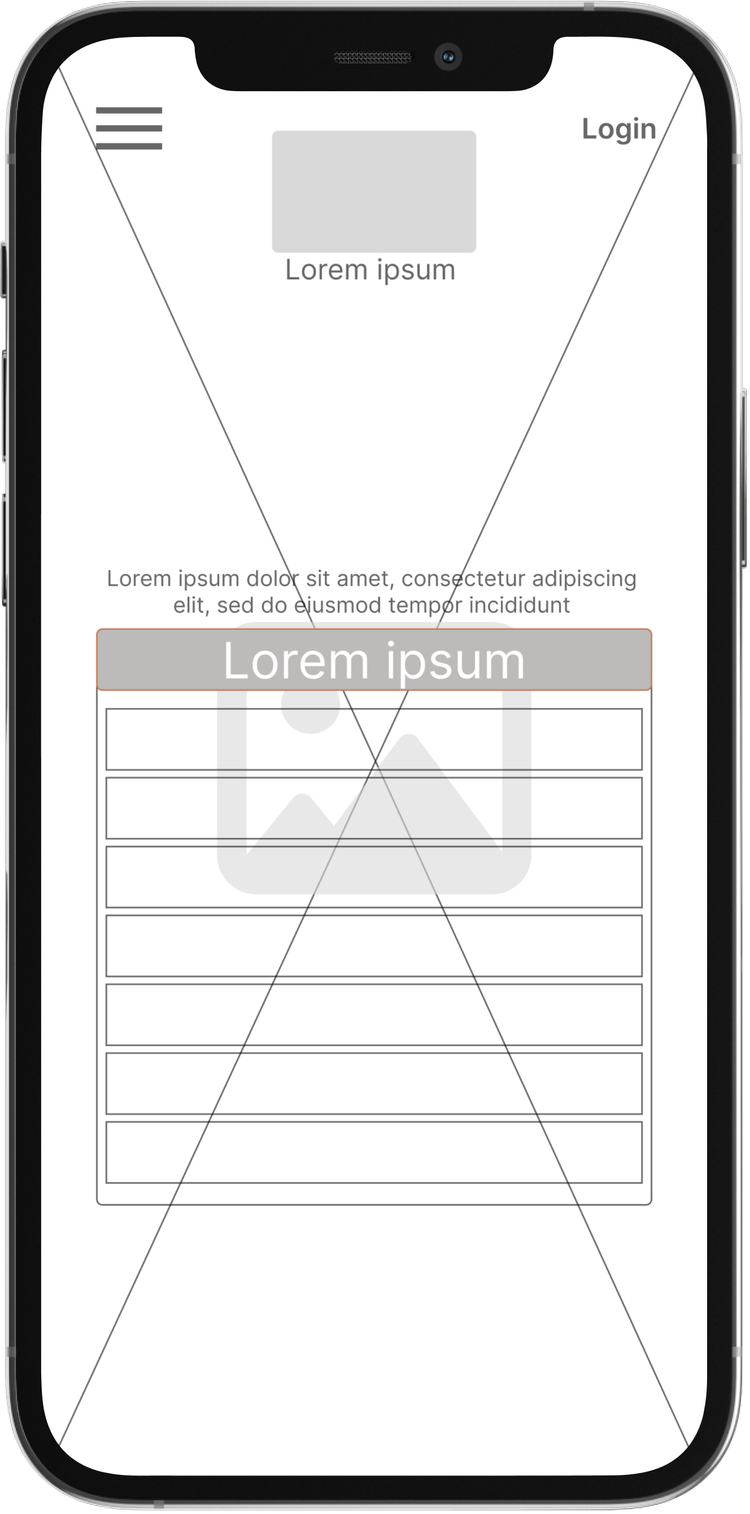 Login
Lorem ipsum
Lorem ipsum dolor sit amet, consectetur adipiscing
elit, sed do eiusmod tempor incididunt
Lorem ipsum